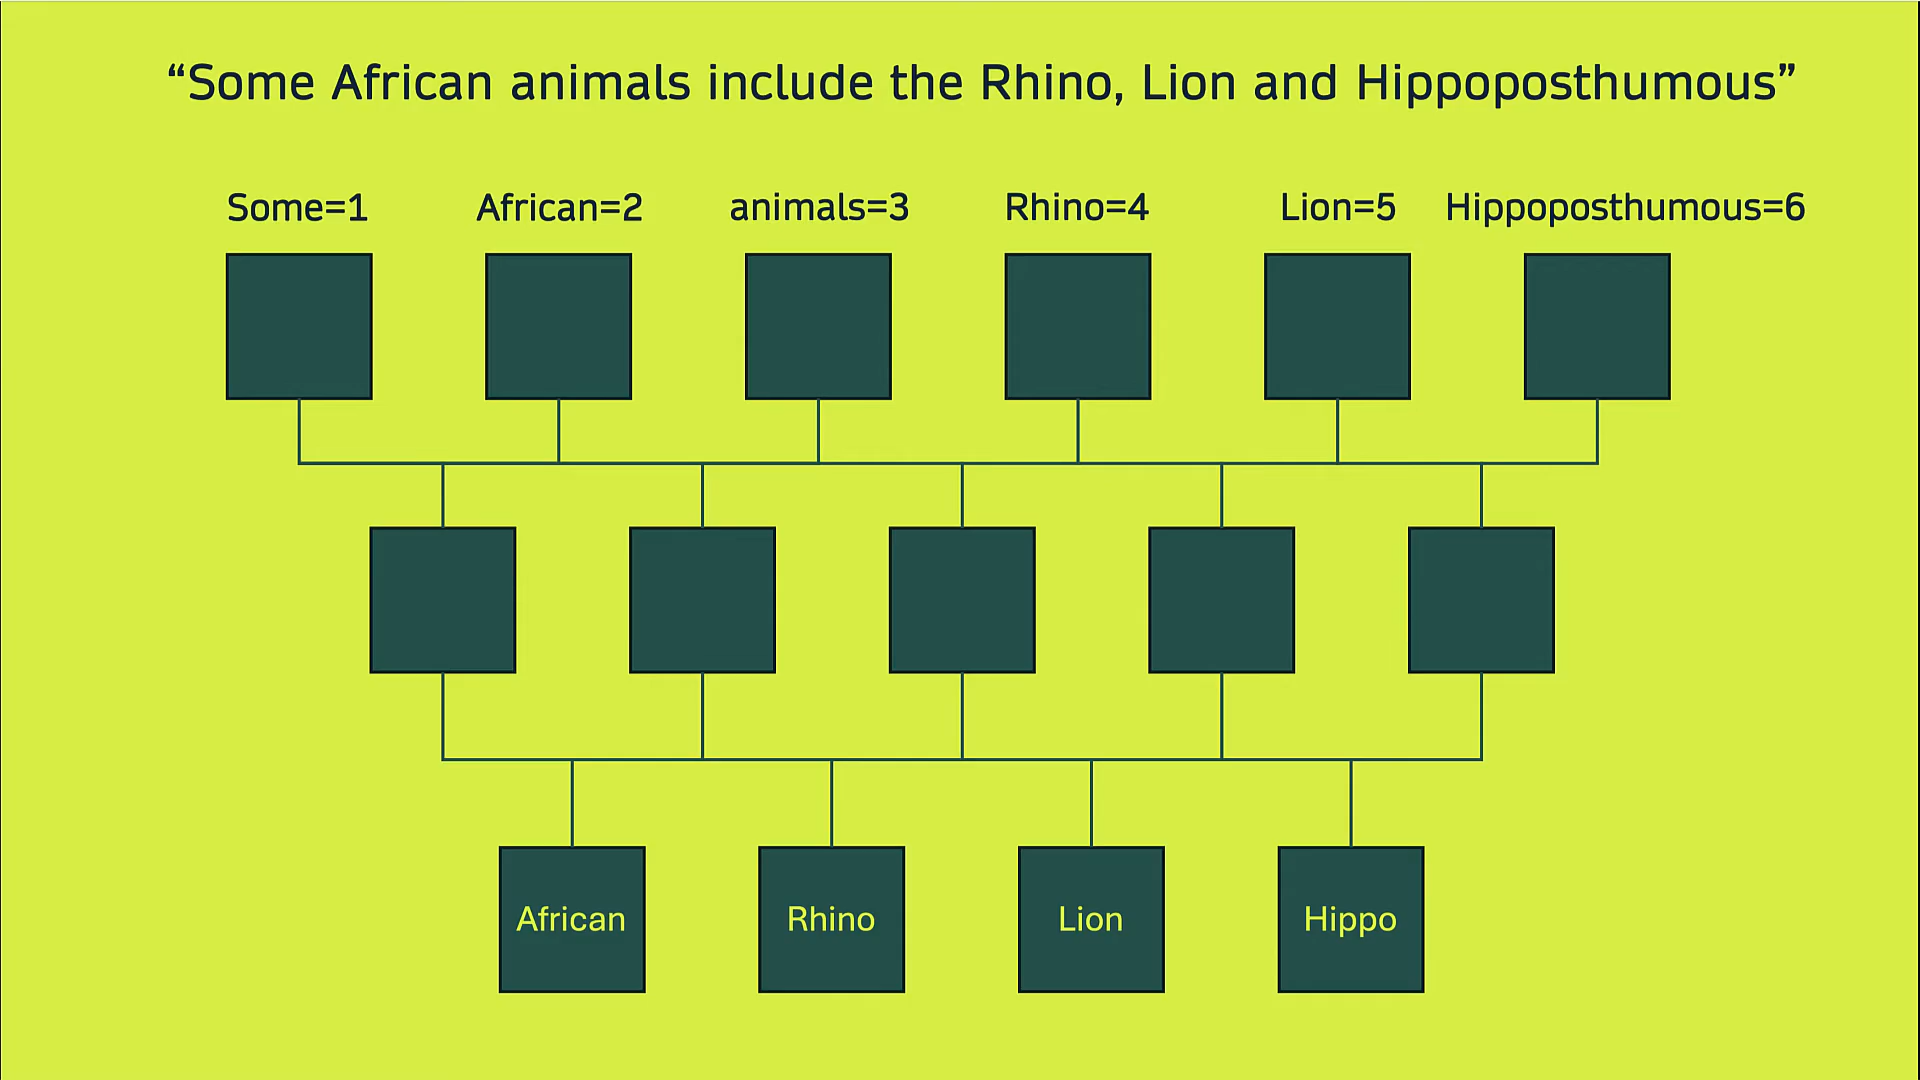 “Some African animals include the Rhino, Lion and Hippoposthumous”
Some=1 African=2 animals=3 Rhino=4 Lion=5 Hippoposthumous=6
African Rhino Lion Hippo